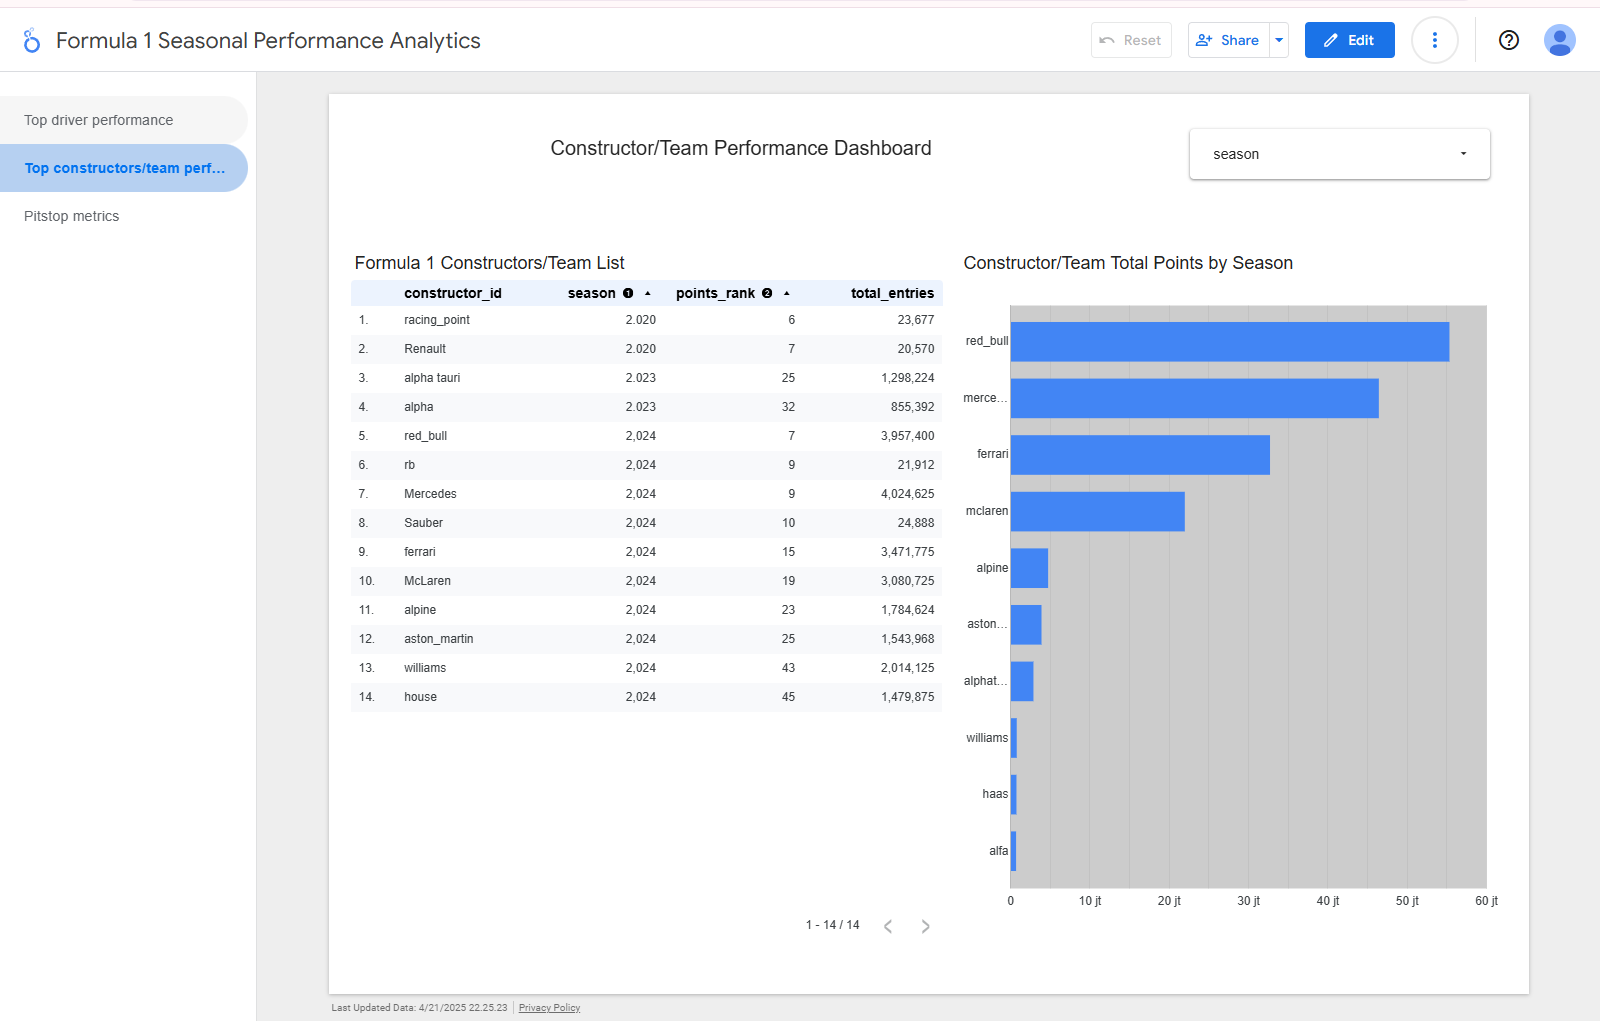 Formula 1 Seasonal Performance Analytics
Reset
Share
Edit
Top driver performance
Top constructors/team perf...
Pitstop metrics
Constructor/Team Performance Dashboard
season
Formula 1 Constructors/Team List
constructor_id season 1 points_rank 2 total_entries
1. racing_point 2.020 6 23,677
2. Renault 2.020 7 20,570
3. alpha tauri 2.023 25 1,298,224
4. alpha 2.023 32 855,392
5. red_bull 2,024 7 3,957,400
6. rb 2,024 9 21,912
7. Mercedes 2,024 9 4,024,625
8. Sauber 2,024 10 24,888
9. ferrari 2,024 15 3,471,775
10. McLaren 2,024 19 3,080,725
11. alpine 2,024 23 1,784,624
12. aston_martin 2,024 25 1,543,968
13. williams 2,024 43 2,014,125
14. house 2,024 45 1,479,875
1 - 14 / 14
Constructor/Team Total Points by Season
red_bull
merce...
ferrari
mclaren
alpine
aston...
alphat...
williams
haas
alfa
0 10 jt 20 jt 30 jt 40 jt 50 jt 60 jt
Last Updated Data: 4/21/2025 22.25.23 Privacy Policy